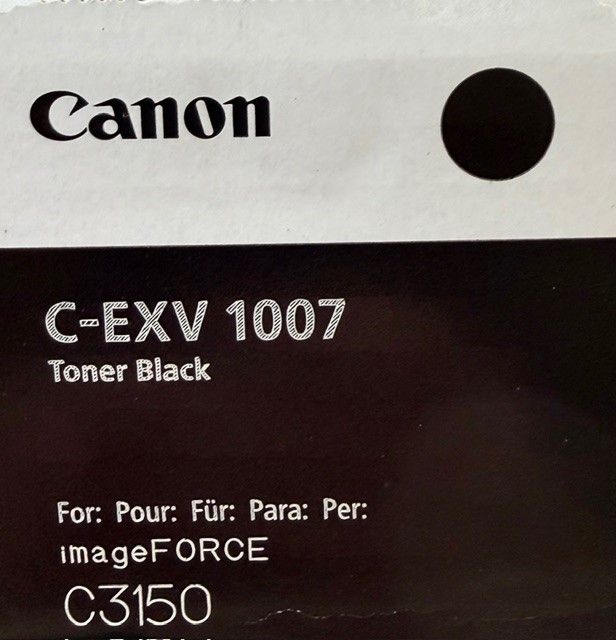 Canon
C-EXV 1007
Toner Black
For: Pour: Für: Para: Per:
imageFORCE
C3150